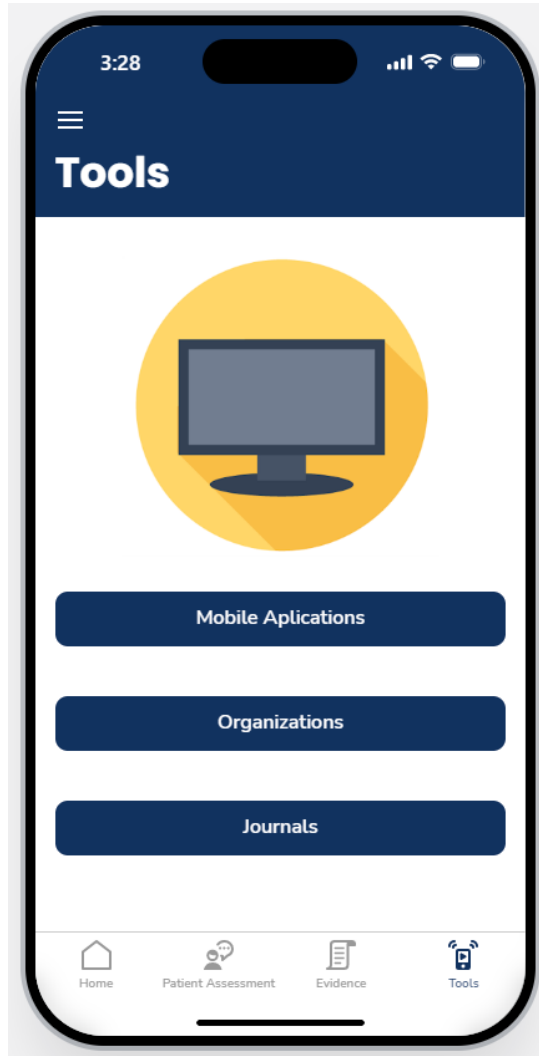 3:28
Tools
Mobile Aplications
Organizations
Journals
Home Patient Assessment Evidence Tools